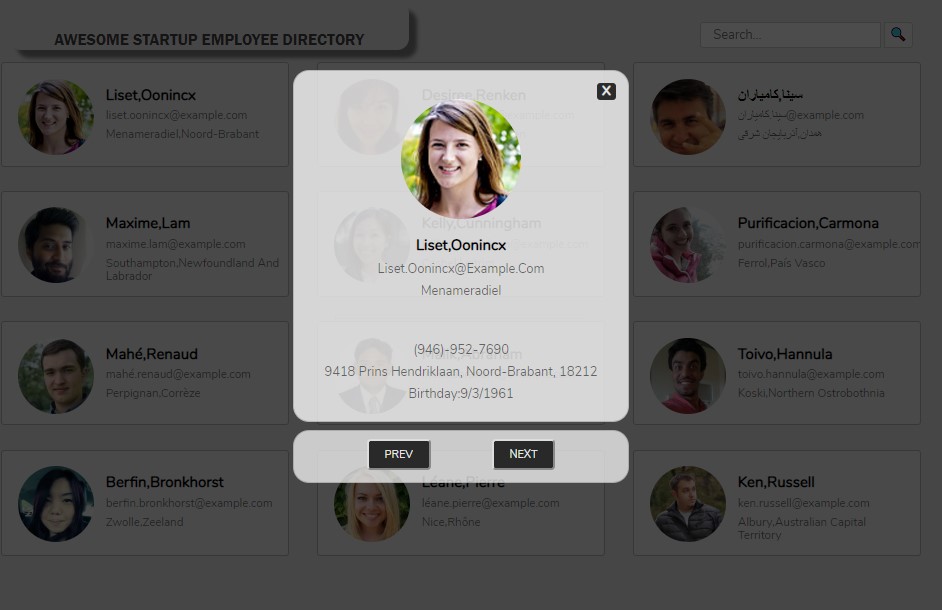 AWESOME STARTUP EMPLOYEE DIRECTORY
Search...
Liset,Oonincx
liset.oonincx@example.com
Menameradiel,Noord-Brabant
Desiree,Renken
سینا,کامیاران
سینا.کامیاران@example.com
همدان,آذربایجان شرقی
X
Liset,Oonincx
Liset.Oonincx@Example.Com
Menameradiel
(946)-952-7690
9418 Prins Hendriklaan, Noord-Brabant, 18212
Birthday:9/3/1961
PREV
NEXT
Maxime,Lam
maxime.lam@example.com
Southampton,Newfoundland And
Labrador
Kelly,Cunningham
Purificacion,Carmona
purificacion.carmona@example.com
Ferrol,País Vasco
Mahé,Renaud
mahé.renaud@example.com
Perpignan,Corrèze
Toivo,Hannula
toivo.hannula@example.com
Koski,Northern Ostrobothnia
Berfin,Bronkhorst
berfin.bronkhorst@example.com
Zwolle,Zeeland
Léane,Pierre
léane.pierre@example.com
Nice,Rhône
Ken,Russell
ken.russell@example.com
Albury,Australian Capital
Territory